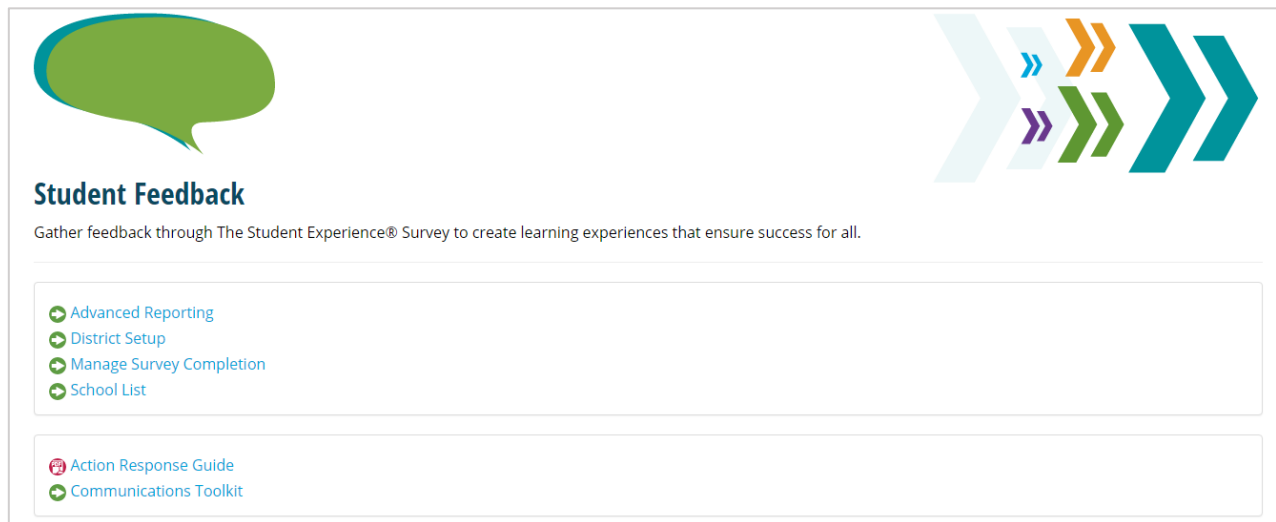 Student Feedback
Gather feedback through The Student Experience® Survey to create learning experiences that ensure success for all.
Advanced Reporting
District Setup
Manage Survey Completion
School List
Action Response Guide
Communications Toolkit